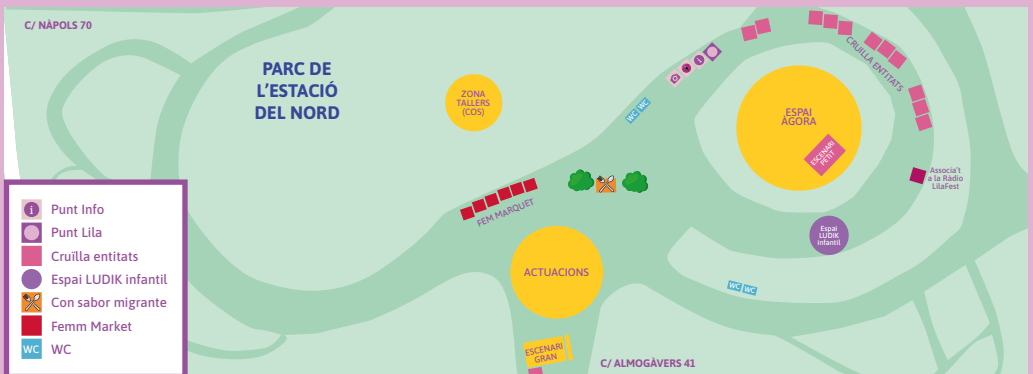 C/ NÀPOLS 70
PARC DE
L'ESTACIÓ
DEL NORD
ZONA
TALLERS
(COS)
i
WC WC
CRUÏLLA ENTITATS
ESPAI
ÀGORA
ESCENARI
PETIT
Associa't
a la Ràdio
LilaFest
Espai
LUDIK
infantil
FEM MARQUET
ACTUACIONS
WC WC
ESCENARI
GRAN
C/ ALMOGÀVERS 41
i Punt Info
Punt Lila
Cruïlla entitats
Espai LUDIK infantil
Con sabor migrante
Femm Market
WC WC